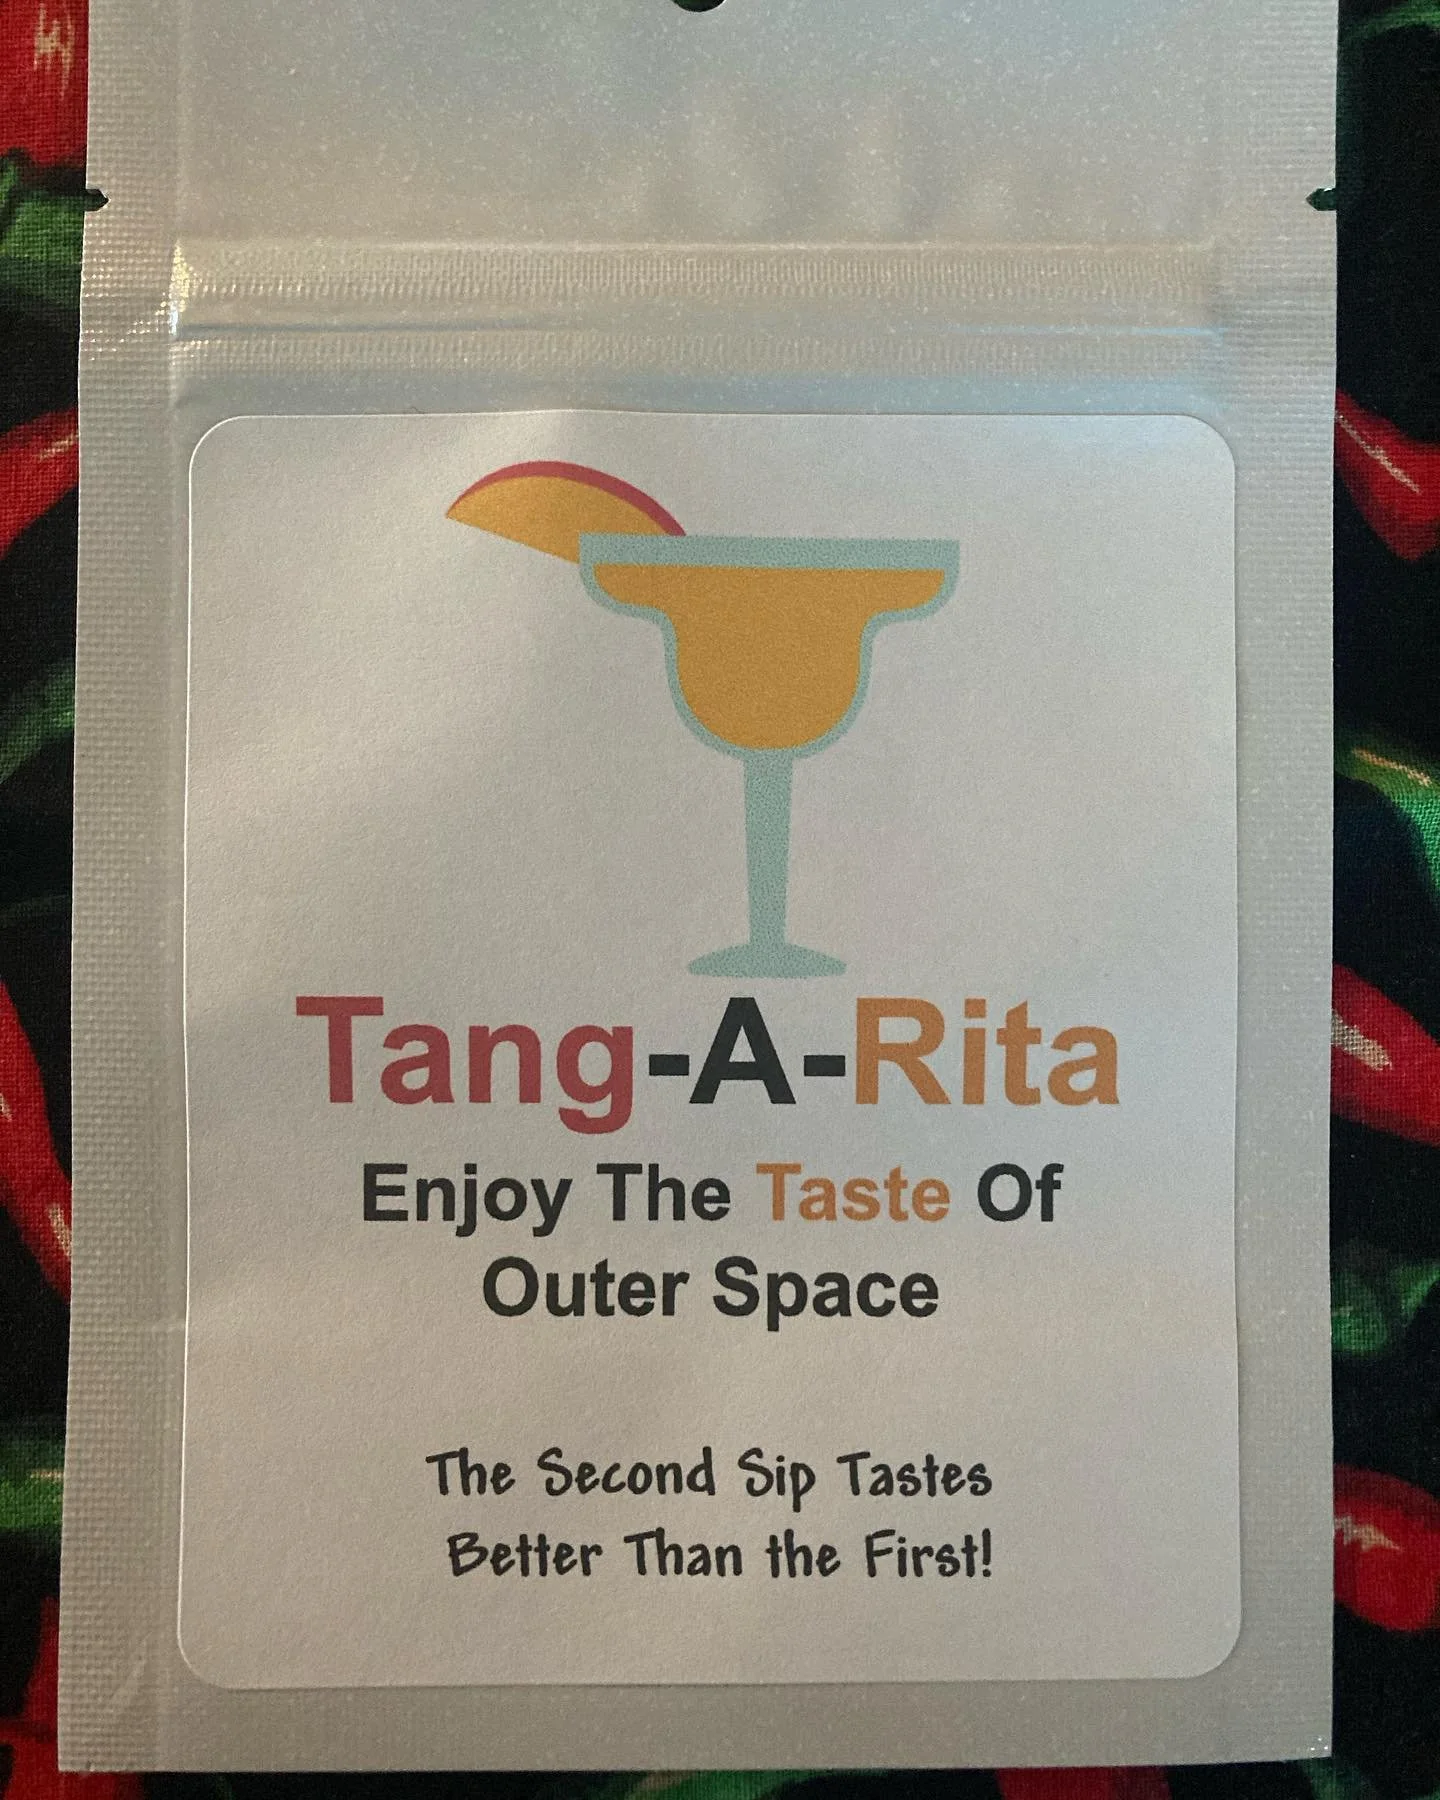 Tang-A-Rita
Enjoy The Taste Of
Outer Space
The Second Sip Tastes
Better Than the First!